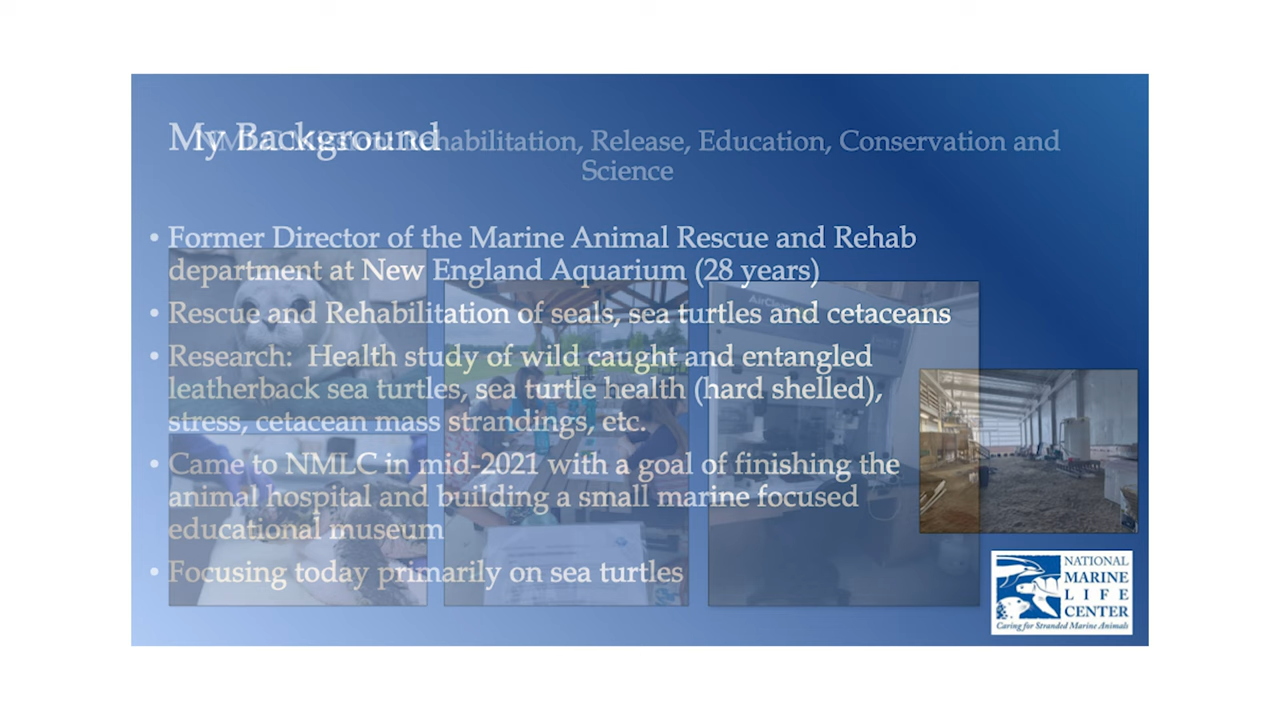 My Background
NMLC Mission: Rehabilitation, Release, Education, Conservation and
Science
• Former Director of the Marine Animal Rescue and Rehab
department at New England Aquarium (28 years)
• Rescue and Rehabilitation of seals, sea turtles and cetaceans
• Research:  Health study of wild caught and entangled
leatherback sea turtles, sea turtle health (hard shelled),
stress, cetacean mass strandings, etc.
• Came to NMLC in mid-2021 with a goal of finishing the
animal hospital and building a small marine focused
educational museum
• Focusing today primarily on sea turtles
NATIONAL
MARINE
LIFE
CENTER
Caring for Stranded Marine Animals